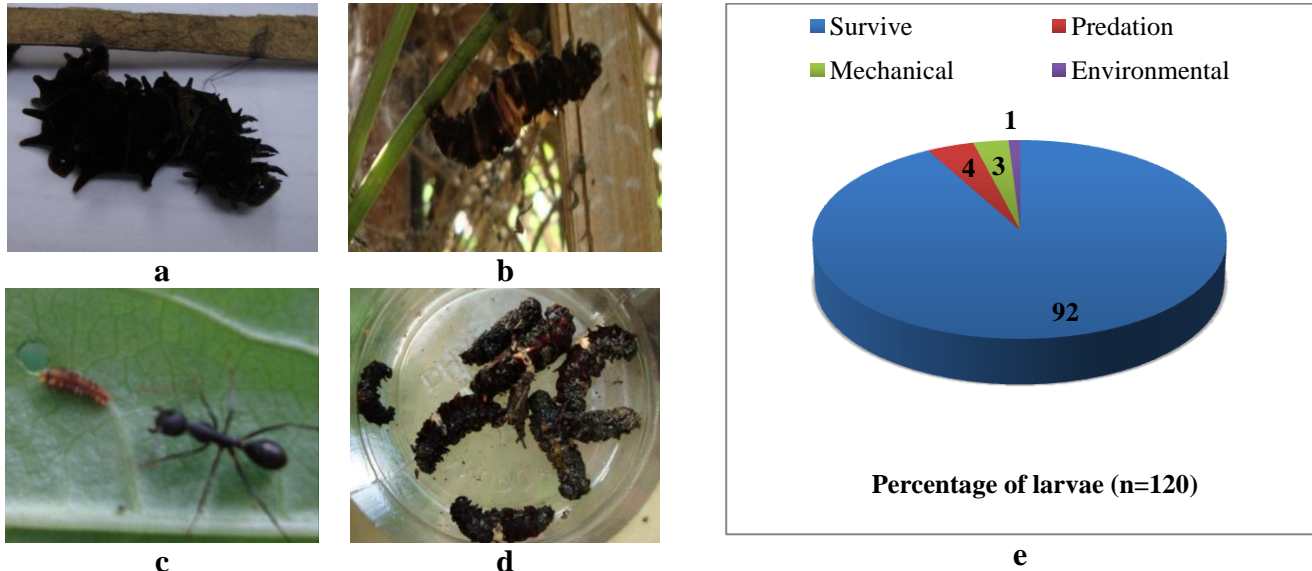 Survive
Predation
Mechanical
Environmental
1
4
3
92
Percentage of larvae (n=120)
a
b
c
d
e